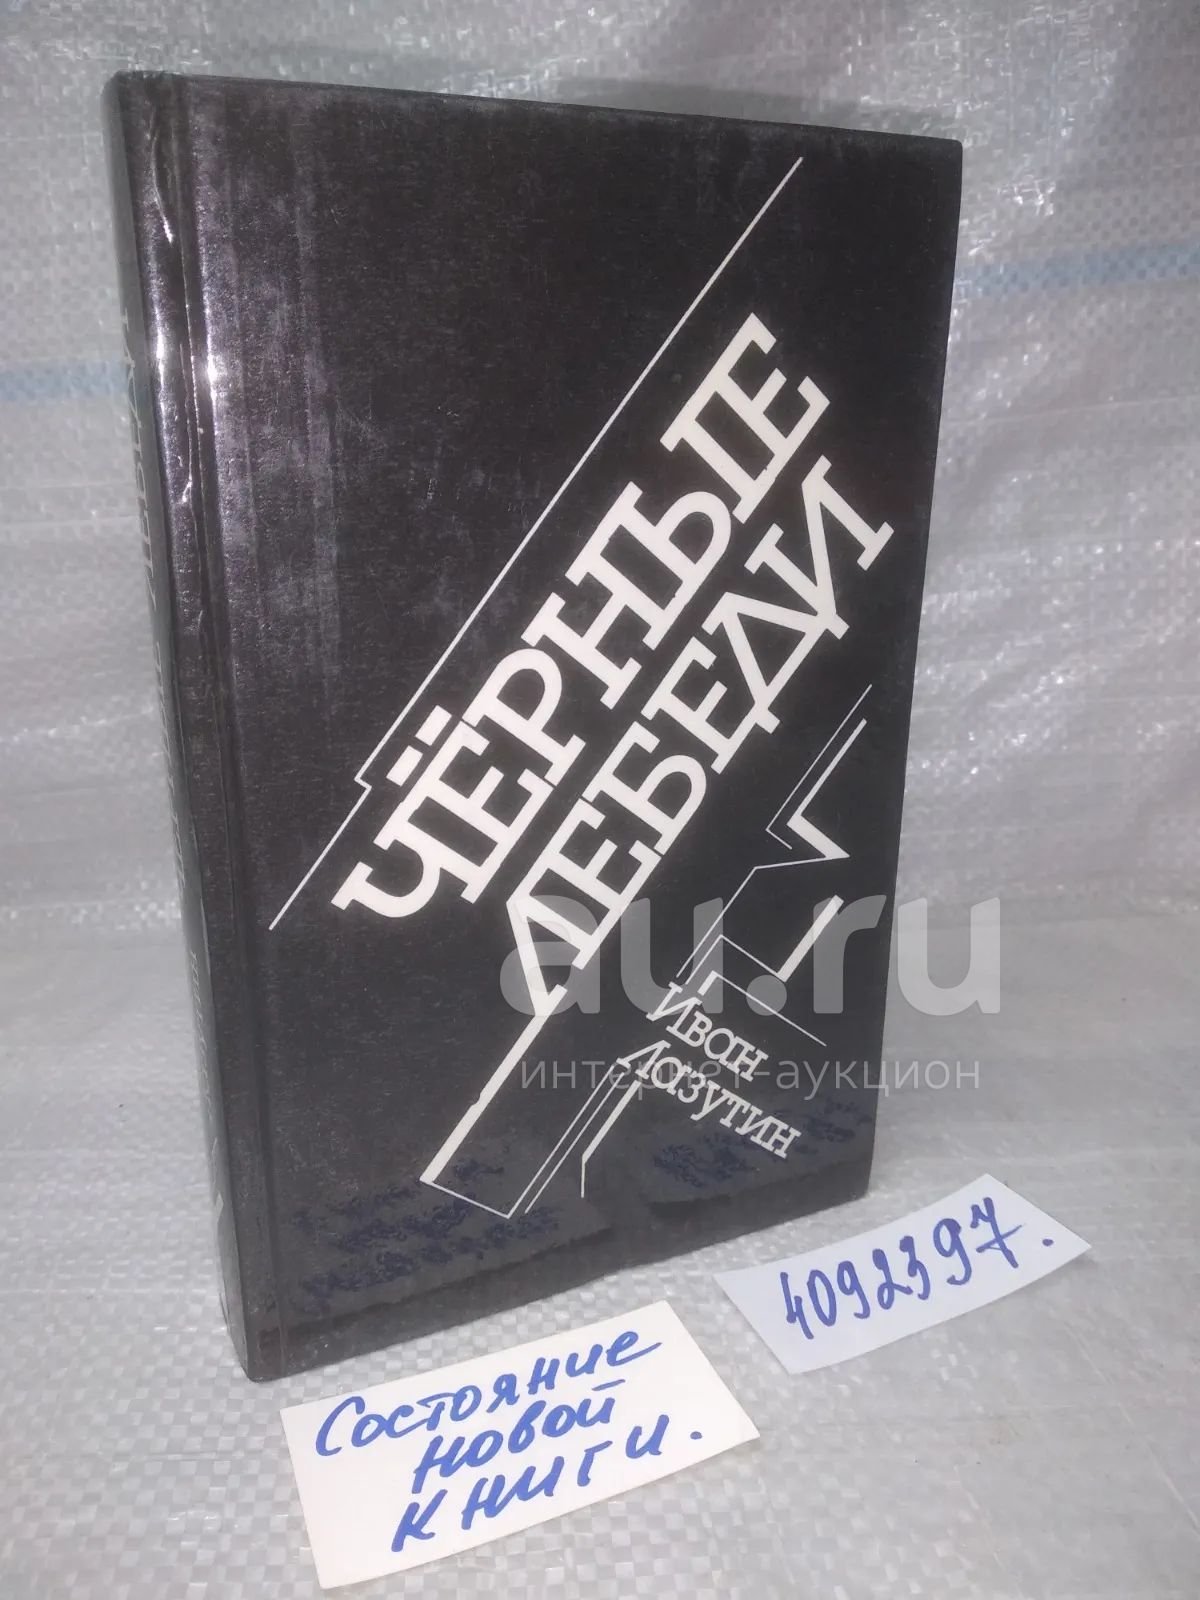 ЧЁРНЫЕ
ЛЕБЕДИ
Иван
Лазутин
au.ru
интернет-аукцион
4092397.
Состояние
новой
книги.